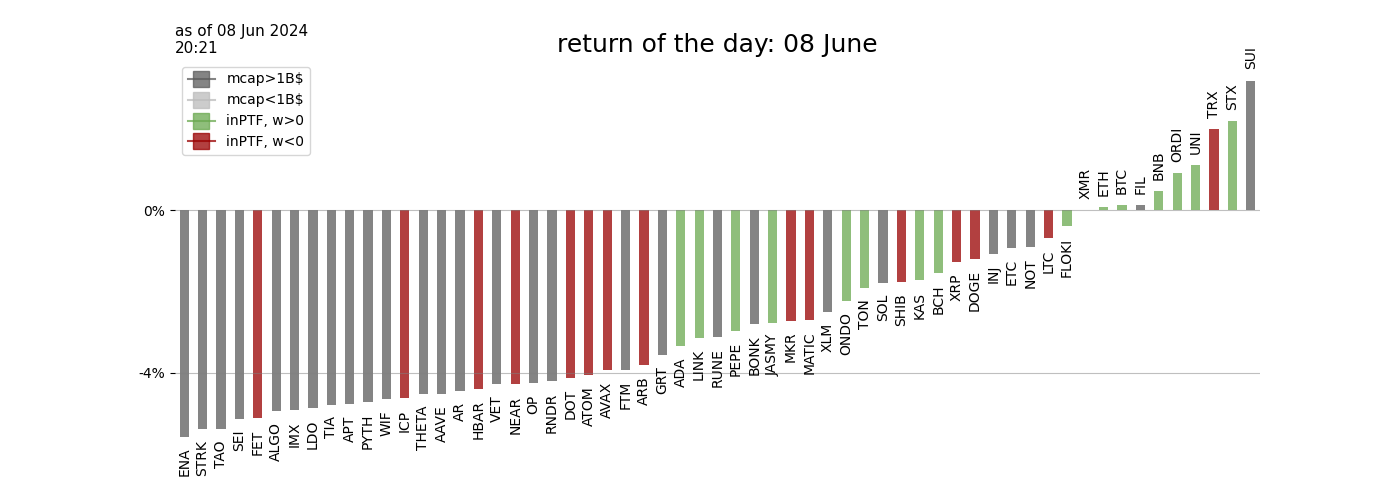 as of 08 Jun 2024
20:21
return of the day: 08 June
mcap>1B$
mcap<1B$
inPTF, w>0
inPTF, w<0
0%
-4%
ENA
STRK
TAO
SEI
FET
ALGO
IMX
LDO
TIA
APT
PYTH
WIF
ICP
THETA
AAVE
AR
HBAR
VET
NEAR
OP
RNDR
DOT
ATOM
AVAX
FTM
ARB
GRT
ADA
LINK
RUNE
PEPE
BONK
JASMY
MKR
MATIC
XLM
ONDO
TON
SOL
SHIB
KAS
BCH
XRP
DOGE
INJ
ETC
NOT
LTC
FLOKI
XMR
ETH
BTC
FIL
BNB
ORDI
UNI
TRX
STX
SUI